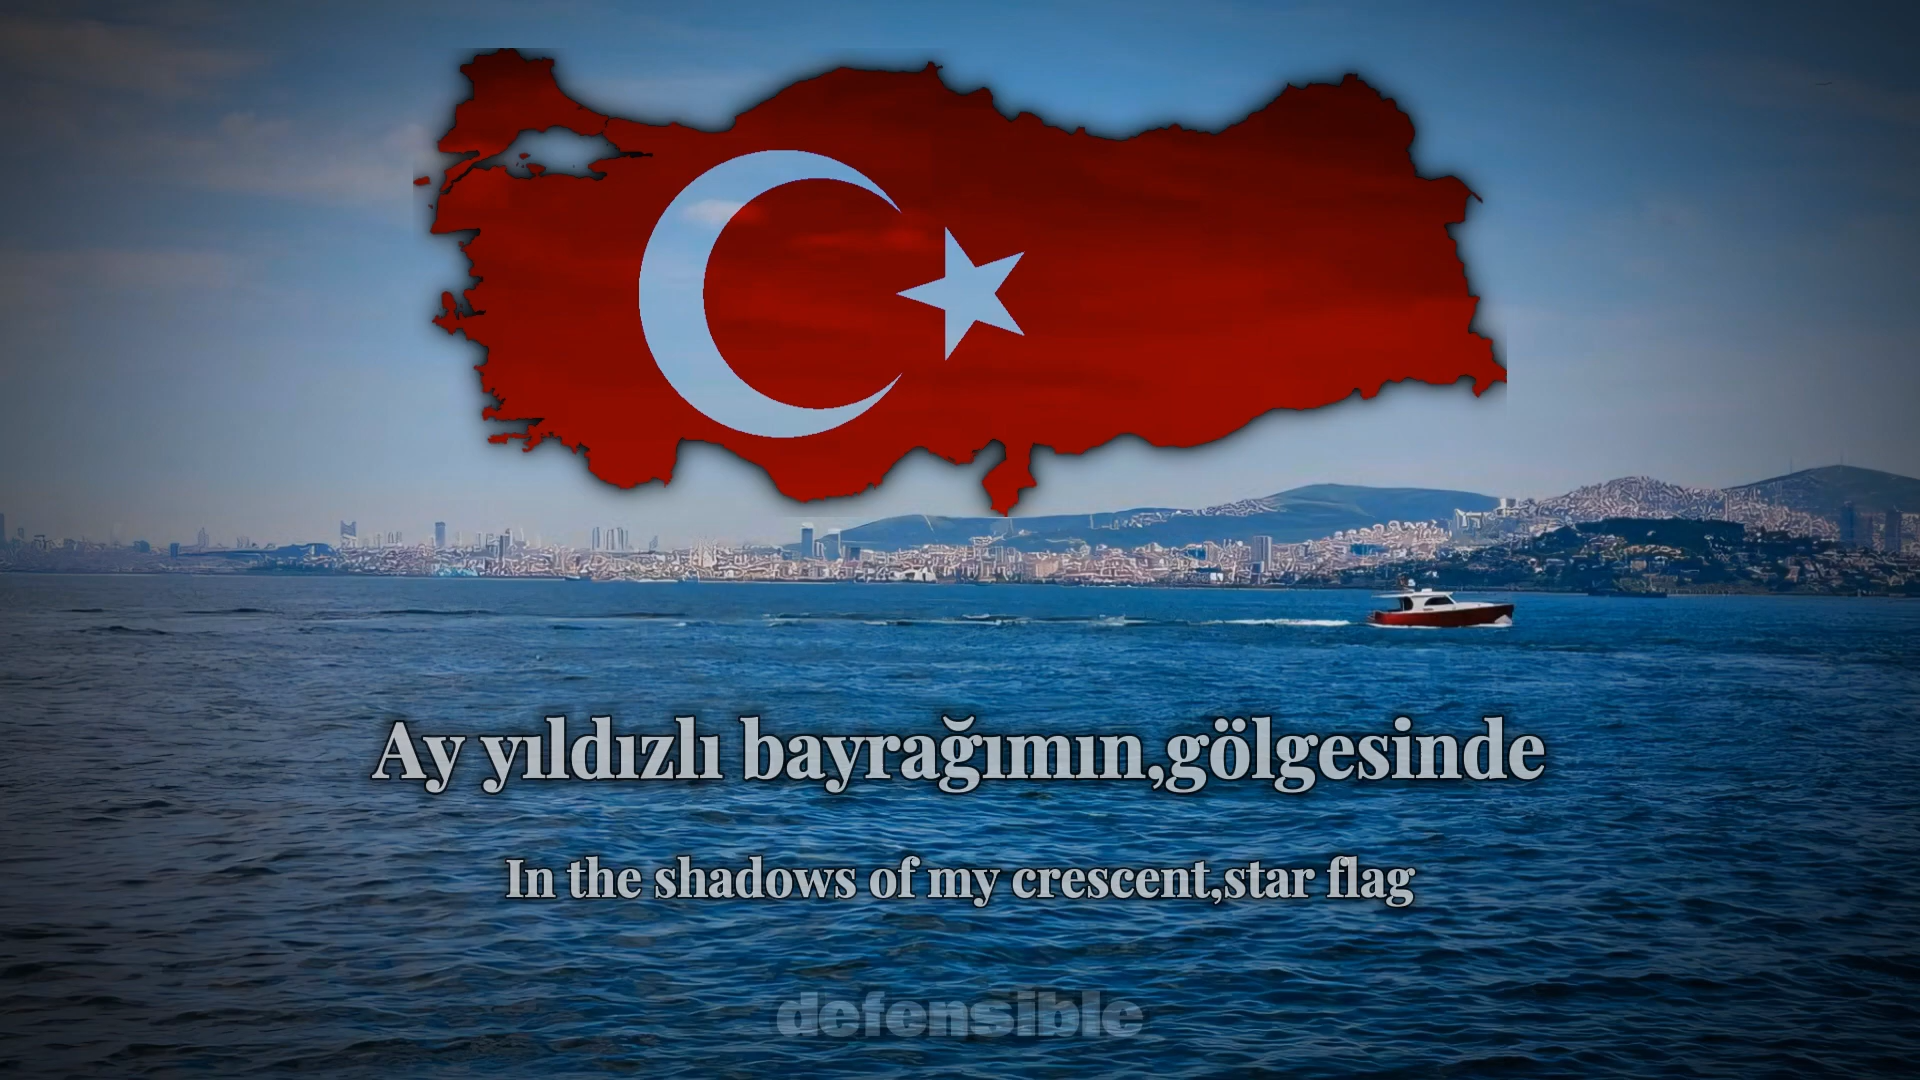 Ay yıldızlı bayrağımın,gölgesinde
In the shadows of my crescent,star flag
defensible